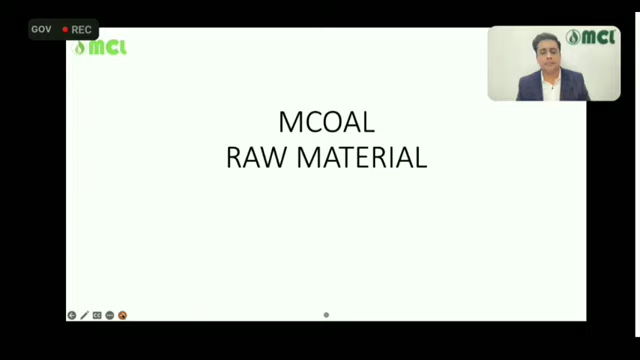 GOV REC
mcl
mcl
MCOAL
RAW MATERIAL